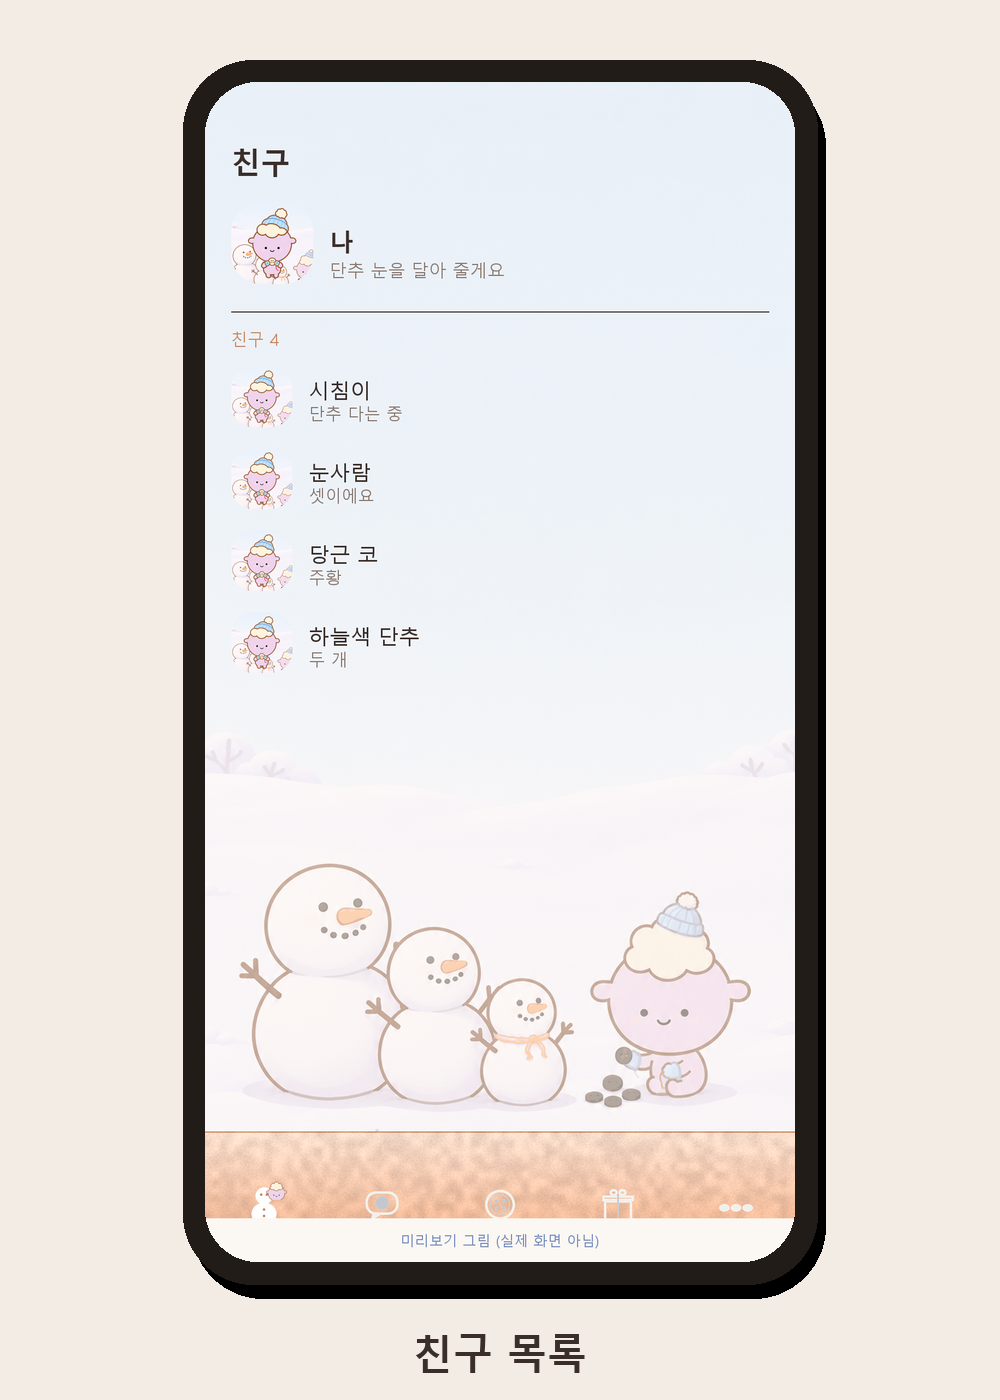 친구
나
단추 눈을 달아 줄게요
친구 4
시침이
단추 다는 중
눈사람
셋이에요
당근 코
주황
하늘색 단추
두 개
미리보기 그림 (실제 화면 아님)
친구 목록